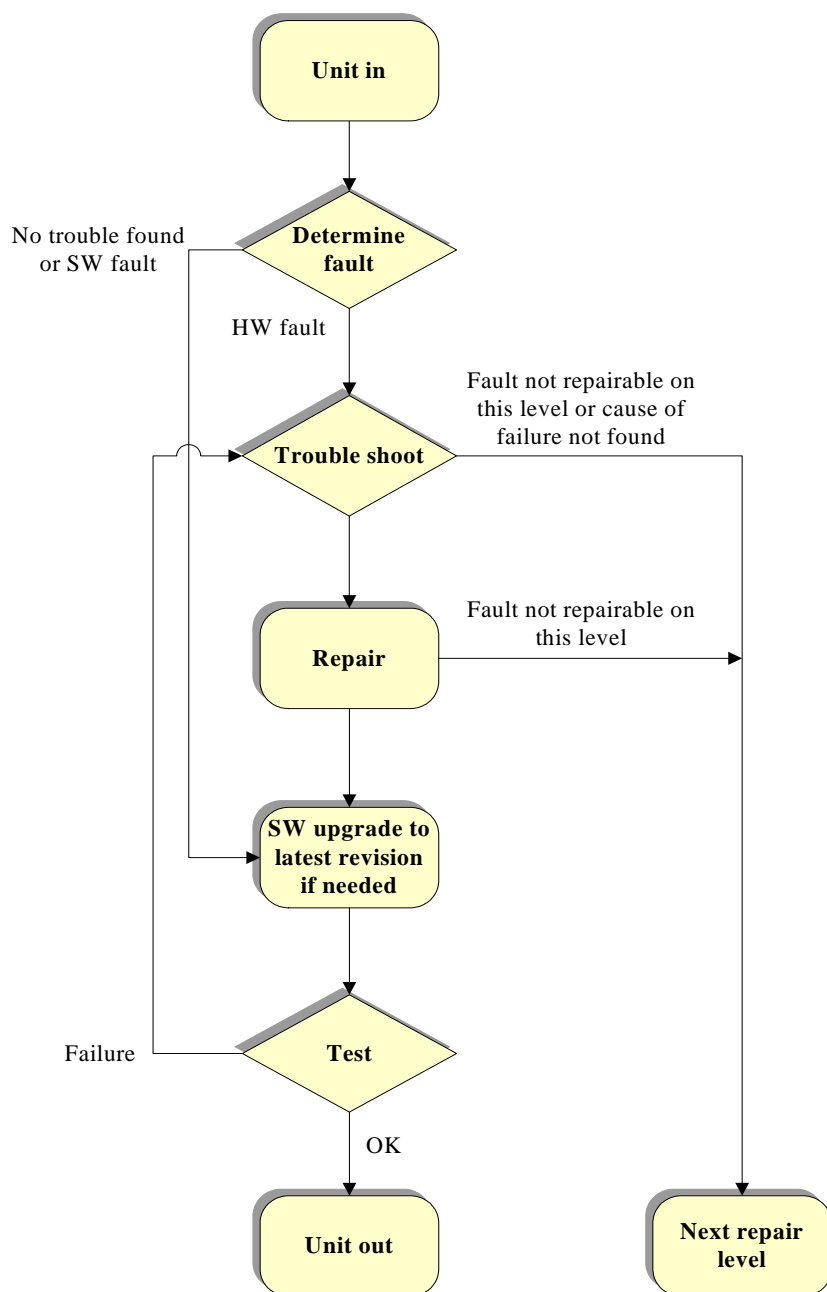 Unit in
No trouble found
or SW fault
Determine
fault
HW fault
Fault not repairable on
this level or cause of
failure not found
Trouble shoot
Fault not repairable on
this level
Repair
SW upgrade to
latest revision
if needed
Failure
Test
OK
Unit out
Next repair
level